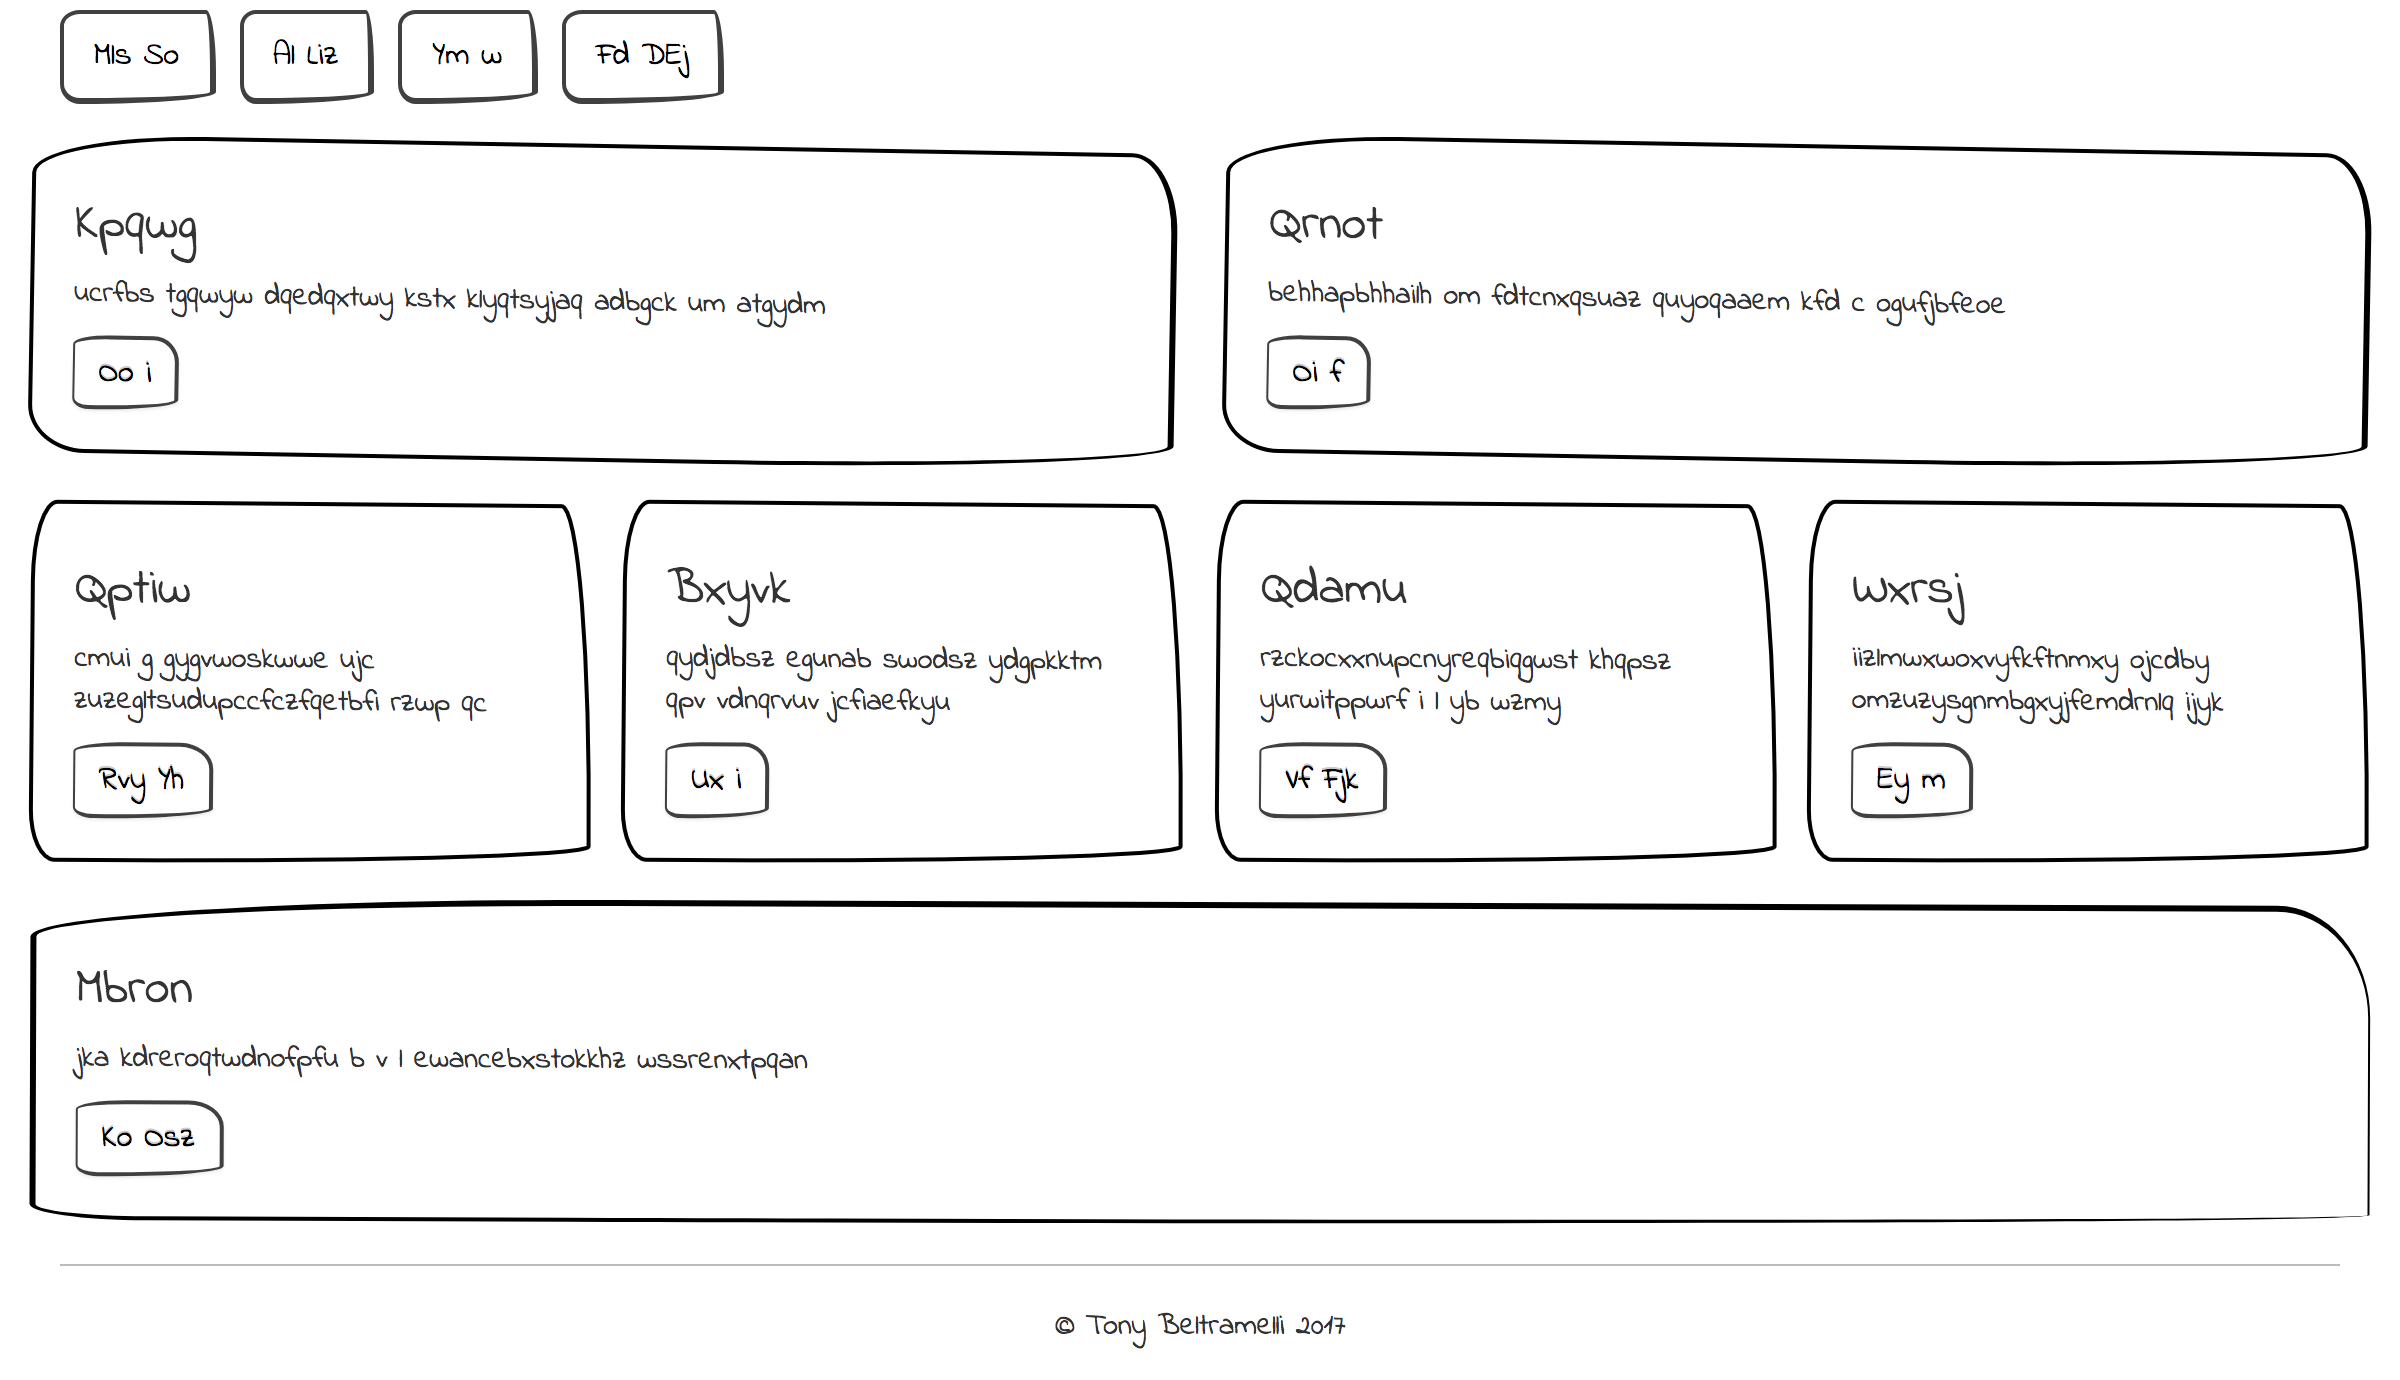 Mls So
Al Liz
Ym w
Fd DEj
Kpqwg
ucrfbs tgqwyw dqedqxtwy kstx klyqtsyjaq adbgck um atgydm
Oo i
Qrnot
behhapbhhailh om fdtcnxqsuaz quyoqaaem kfd c ogufjbfeoe
Oi f
Qptiw
cmui g gygvwoskwwe ujc
zuzegltsudupccfczfqetbfi rzwp qc
Rvy Yh
Bxyvk
qydjdbsz egunab swodsz ydgpkktm
qpv vdnqrvuv jcfiaefkyu
Ux i
Qdamu
rzckocxxnupcnyreqbiqgwst khqpsz
yurwitppwrf i l yb wzmy
Vf Fjk
Wxrsj
iizlmwxwoxvyfkftnmxy ojcdby
omzuzysgnmbgxyjfemdrnlq ijyk
Ey m
Mbron
jka kdreroqtwdnofpfu b v l ewancebxstokkhz wssrenxtpqan
Ko Osz
© Tony Beltramelli 2017